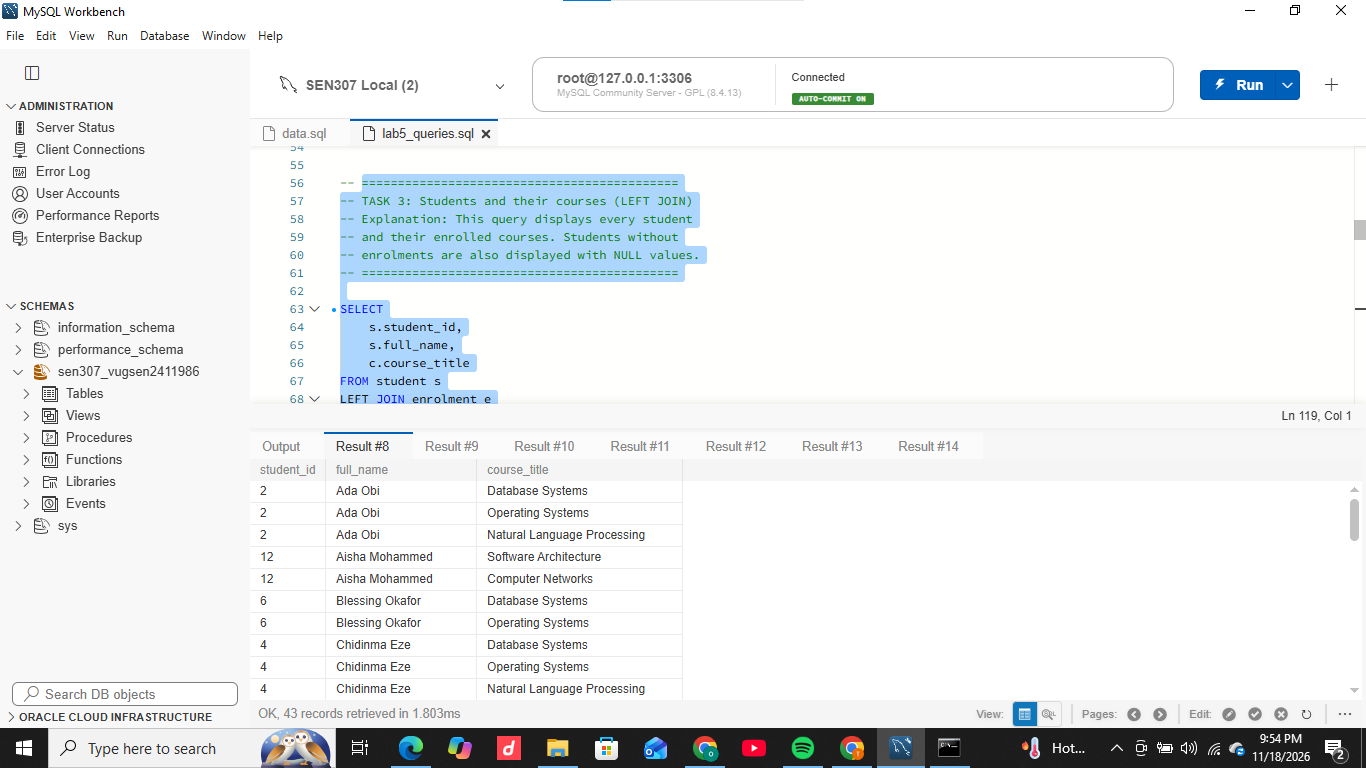 MySQL Workbench
File Edit View Run Database Window Help
SEN307 Local (2)
root@127.0.0.1:3306
MySQL Community Server - GPL (8.4.13)
Connected
AUTO-COMMIT ON
Run
ADMINISTRATION
Server Status
Client Connections
Error Log
User Accounts
Performance Reports
Enterprise Backup
SCHEMAS
information_schema
performance_schema
sen307_vugsen2411986
Tables
Views
Procedures
Functions
Libraries
Events
sys
Search DB objects
ORACLE CLOUD INFRASTRUCTURE
data.sql lab5_queries.sql
54
55
56 -- ============================================
57 -- TASK 3: Students and their courses (LEFT JOIN)
58 -- Explanation: This query displays every student
59 -- and their enrolled courses. Students without
60 -- enrolments are also displayed with NULL values.
61 -- ============================================
62
63 SELECT
64 s.student_id,
65 s.full_name,
66 c.course_title
67 FROM student s
68 LEFT JOIN enrolment e
Ln 119, Col 1
Output Result #8 Result #9 Result #10 Result #11 Result #12 Result #13 Result #14
student_id full_name course_title
2 Ada Obi Database Systems
2 Ada Obi Operating Systems
2 Ada Obi Natural Language Processing
12 Aisha Mohammed Software Architecture
12 Aisha Mohammed Computer Networks
6 Blessing Okafor Database Systems
6 Blessing Okafor Operating Systems
4 Chidinma Eze Database Systems
4 Chidinma Eze Operating Systems
4 Chidinma Eze Natural Language Processing
OK, 43 records retrieved in 1.803ms
View: Pages: Edit:
Type here to search
Hot...
9:54 PM
11/18/2026
2